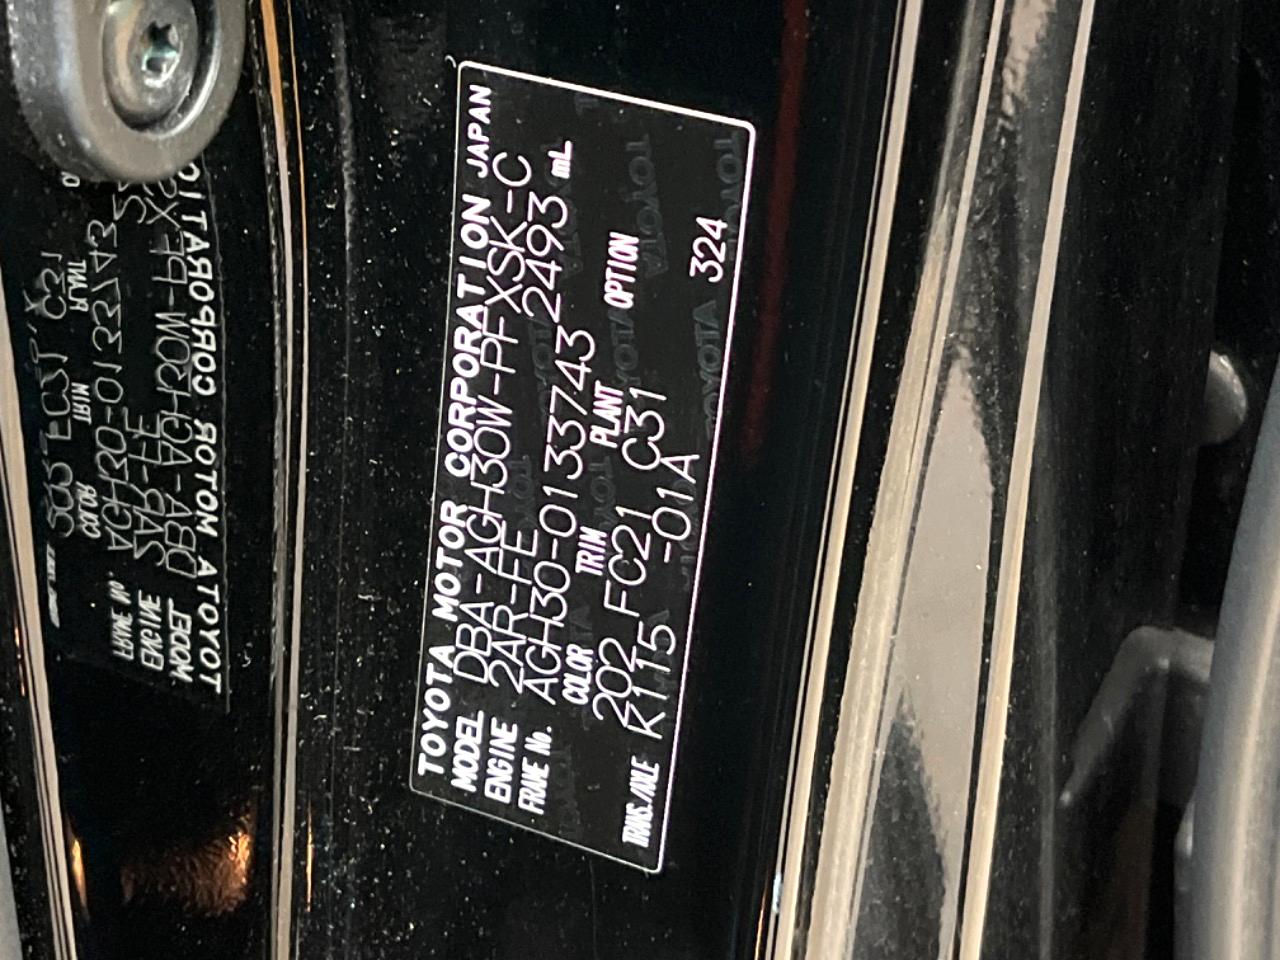 TOYOTA MOTOR CORPORATION JAPAN
MODEL DBA-AGH30W-PFXSK-C
ENGINE 2AR-FE 2493 mL
FRAME No. AGH30-0133743
COLOR TRIM PLANT OPTION
202 FC21 C31
TRANS./AXLE K115 -01A 324